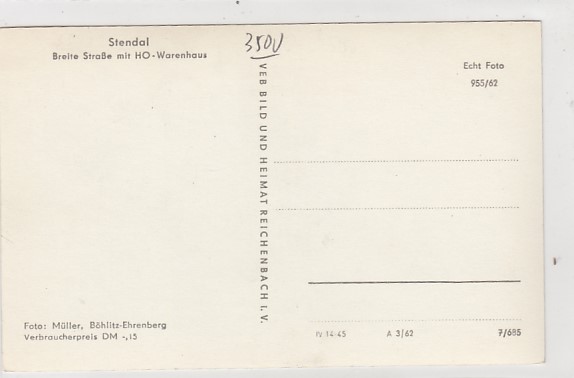 Stendal
Breite Straße mit HO-Warenhaus
350U
Echt Foto
955/62
VEB BILD UND HEIMAT REICHENBACH I. V.
Foto: Müller, Böhlitz-Ehrenberg
Verbraucherpreis DM -,15
IV-14-45 A 3/62 7/685